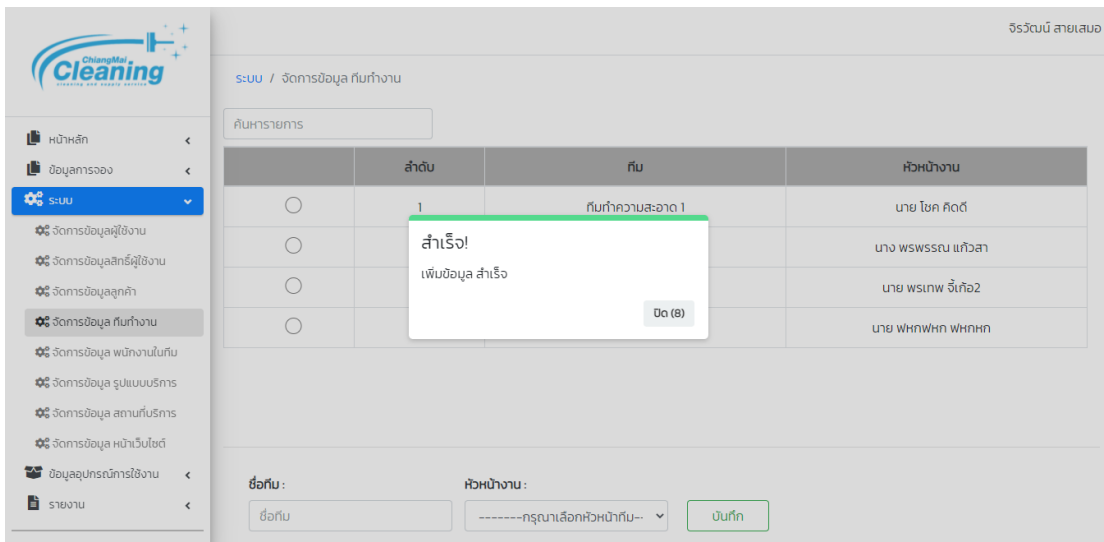 จิรวัฒน์ สายเสมอ
ChiangMai
Cleaning
cleaning and supply service
ระบบ / จัดการข้อมูล ทีมทำงาน
หน้าหลัก
ข้อมูลการจอง
ระบบ
จัดการข้อมูลผู้ใช้งาน
จัดการข้อมูลสิทธิ์ผู้ใช้งาน
จัดการข้อมูลลูกค้า
จัดการข้อมูล ทีมทำงาน
จัดการข้อมูล พนักงานในทีม
จัดการข้อมูล รูปแบบบริการ
จัดการข้อมูล สถานที่บริการ
จัดการข้อมูล หน้าเว็บไซต์
ข้อมูลอุปกรณ์การใช้งาน
รายงาน
ค้นหารายการ
ลำดับ ทีม หัวหน้างาน
1 ทีมทำความสะอาด 1 นาย โชค คิดดี
นาง พรพรรณ แก้วสา
นาย พรเทพ จี้เก้อ2
นาย ฟหกฟหก ฟหกหก
สำเร็จ!
เพิ่มข้อมูล สำเร็จ
ปิด (8)
ชื่อทีม : หัวหน้างาน :
ชื่อทีม -------กรุณาเลือกหัวหน้าทีม-- บันทึก